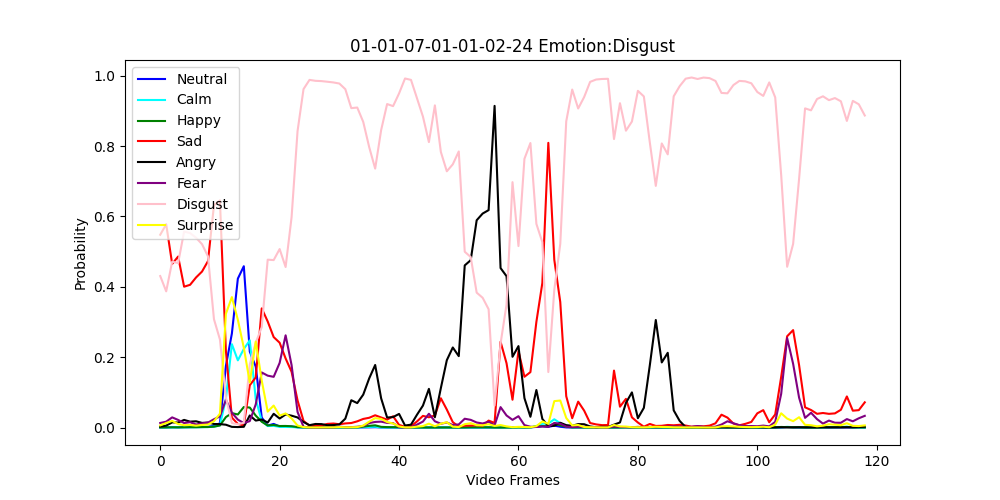 01-01-07-01-01-02-24 Emotion:Disgust
Neutral
Calm
Happy
Sad
Angry
Fear
Disgust
Surprise
Probability
1.0
0.8
0.6
0.4
0.2
0.0
0 20 40 60 80 100 120
Video Frames